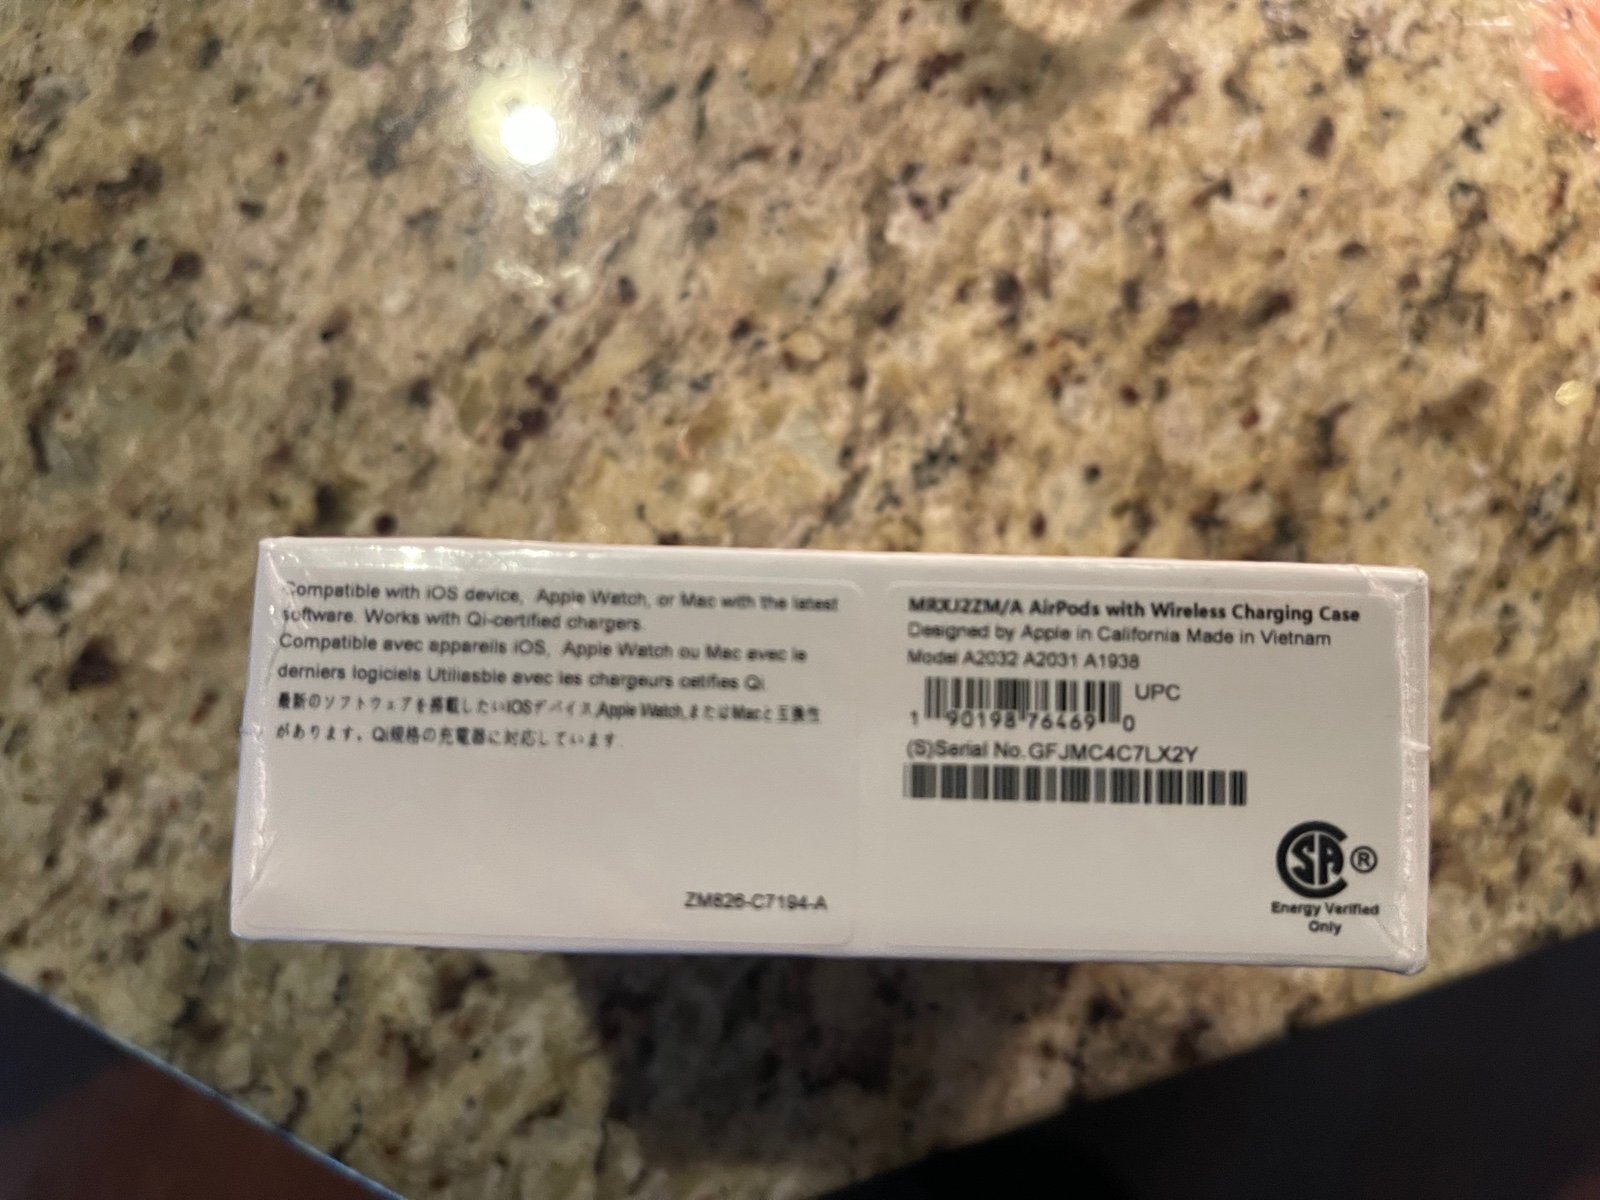 Compatible with iOS device, Apple Watch, or Mac with the latest
software. Works with Qi-certified chargers.
Compatible avec appareils iOS, Apple Watch ou Mac avec le
derniers logiciels Utiliasble avec les chargeurs cetifies Qi
最新のソフトウェアを搭載したいIOSデバイス,Apple Watch,またはMacと互換性
があります。Qi規格の充電器に対応しています.
ZM826-C7194-A
MRXJ2ZM/A AirPods with Wireless Charging Case
Designed by Apple in California Made in Vietnam
Model A2032 A2031 A1938
UPC
1 90198 76469 0
(S)Serial No. GFJMC4C7LX2Y
SA ®
Energy Verified
Only